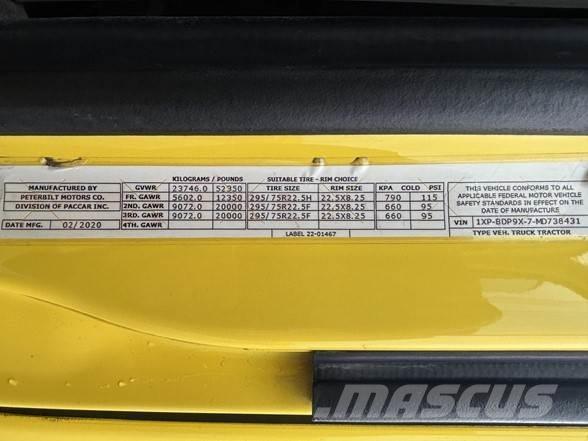 KILOGRAMS / POUNDS SUITABLE TIRE - RIM CHOICE
MANUFACTURED BY GVWR 23746.0 52350 TIRE SIZE RIM SIZE KPA COLD PSI
PETERBILT MOTORS CO. FR. GAWR 5602.0 12350 295/75R22.5H 22.5X8.25 790 115
DIVISION OF PACCAR INC. 2ND. GAWR 9072.0 20000 295/75R22.5F 22.5X8.25 660 95
3RD. GAWR 9072.0 20000 295/75R22.5F 22.5X8.25 660 95
DATE MFG. 02/2020 4TH. GAWR
LABEL 22-01467
THIS VEHICLE CONFORMS TO ALL
APPLICABLE FEDERAL MOTOR VEHICLE
SAFETY STANDARDS IN EFFECT ON THE
DATE OF MANUFACTURE
VIN 1XP-BDP9X-7-MD738431
TYPE VEH. TRUCK TRACTOR
MASCUS